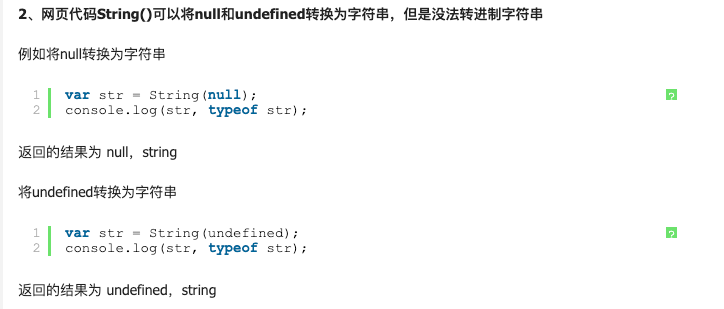 2、网页代码String()可以将null和undefined转换为字符串，但是没法转进制字符串
例如将null转换为字符串
1 var str = String(null); ?
2 console.log(str, typeof str);
返回的结果为 null，string
将undefined转换为字符串
1 var str = String(undefined); ?
2 console.log(str, typeof str);
返回的结果为 undefined，string